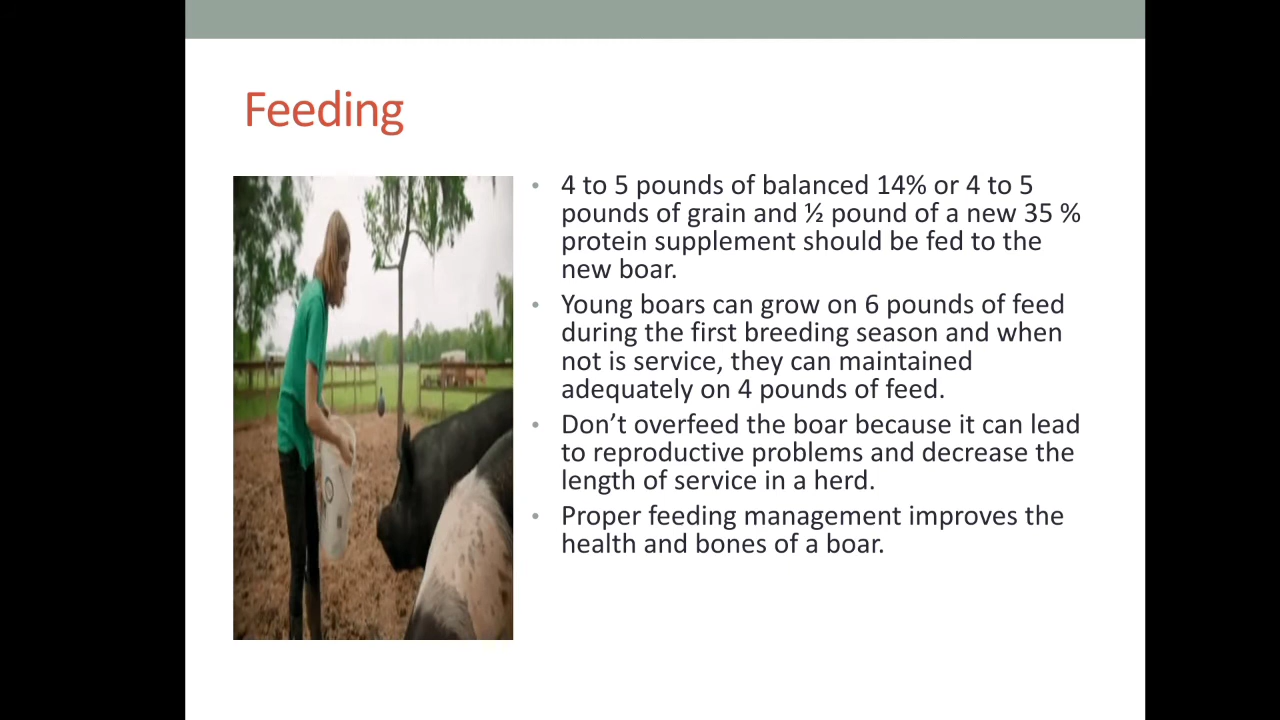 Feeding
• 4 to 5 pounds of balanced 14% or 4 to 5
pounds of grain and ½ pound of a new 35 %
protein supplement should be fed to the
new boar.
• Young boars can grow on 6 pounds of feed
during the first breeding season and when
not is service, they can maintained
adequately on 4 pounds of feed.
• Don’t overfeed the boar because it can lead
to reproductive problems and decrease the
length of service in a herd.
• Proper feeding management improves the
health and bones of a boar.